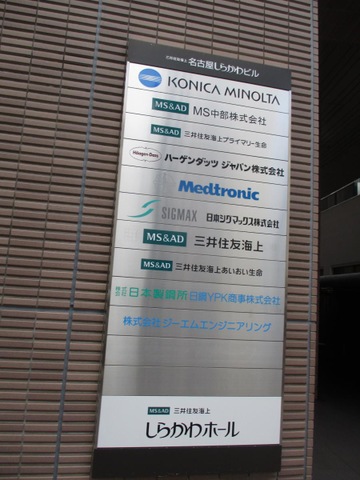 三井住友海上 名古屋しらかわビル
KONICA MINOLTA
MS&AD MS中部株式会社
MS&AD 三井住友海上プライマリー生命
Häagen-Dazs ハーゲンダッツ ジャパン株式会社
Medtronic
SIGMAX 日本シグマックス株式会社
MS&AD 三井住友海上
MS&AD 三井住友海上あいおい生命
株式会社 日本製鋼所 日鋼YPK商事株式会社
株式会社 ジーエムエンジニアリング
MS&AD 三井住友海上
しらかわホール